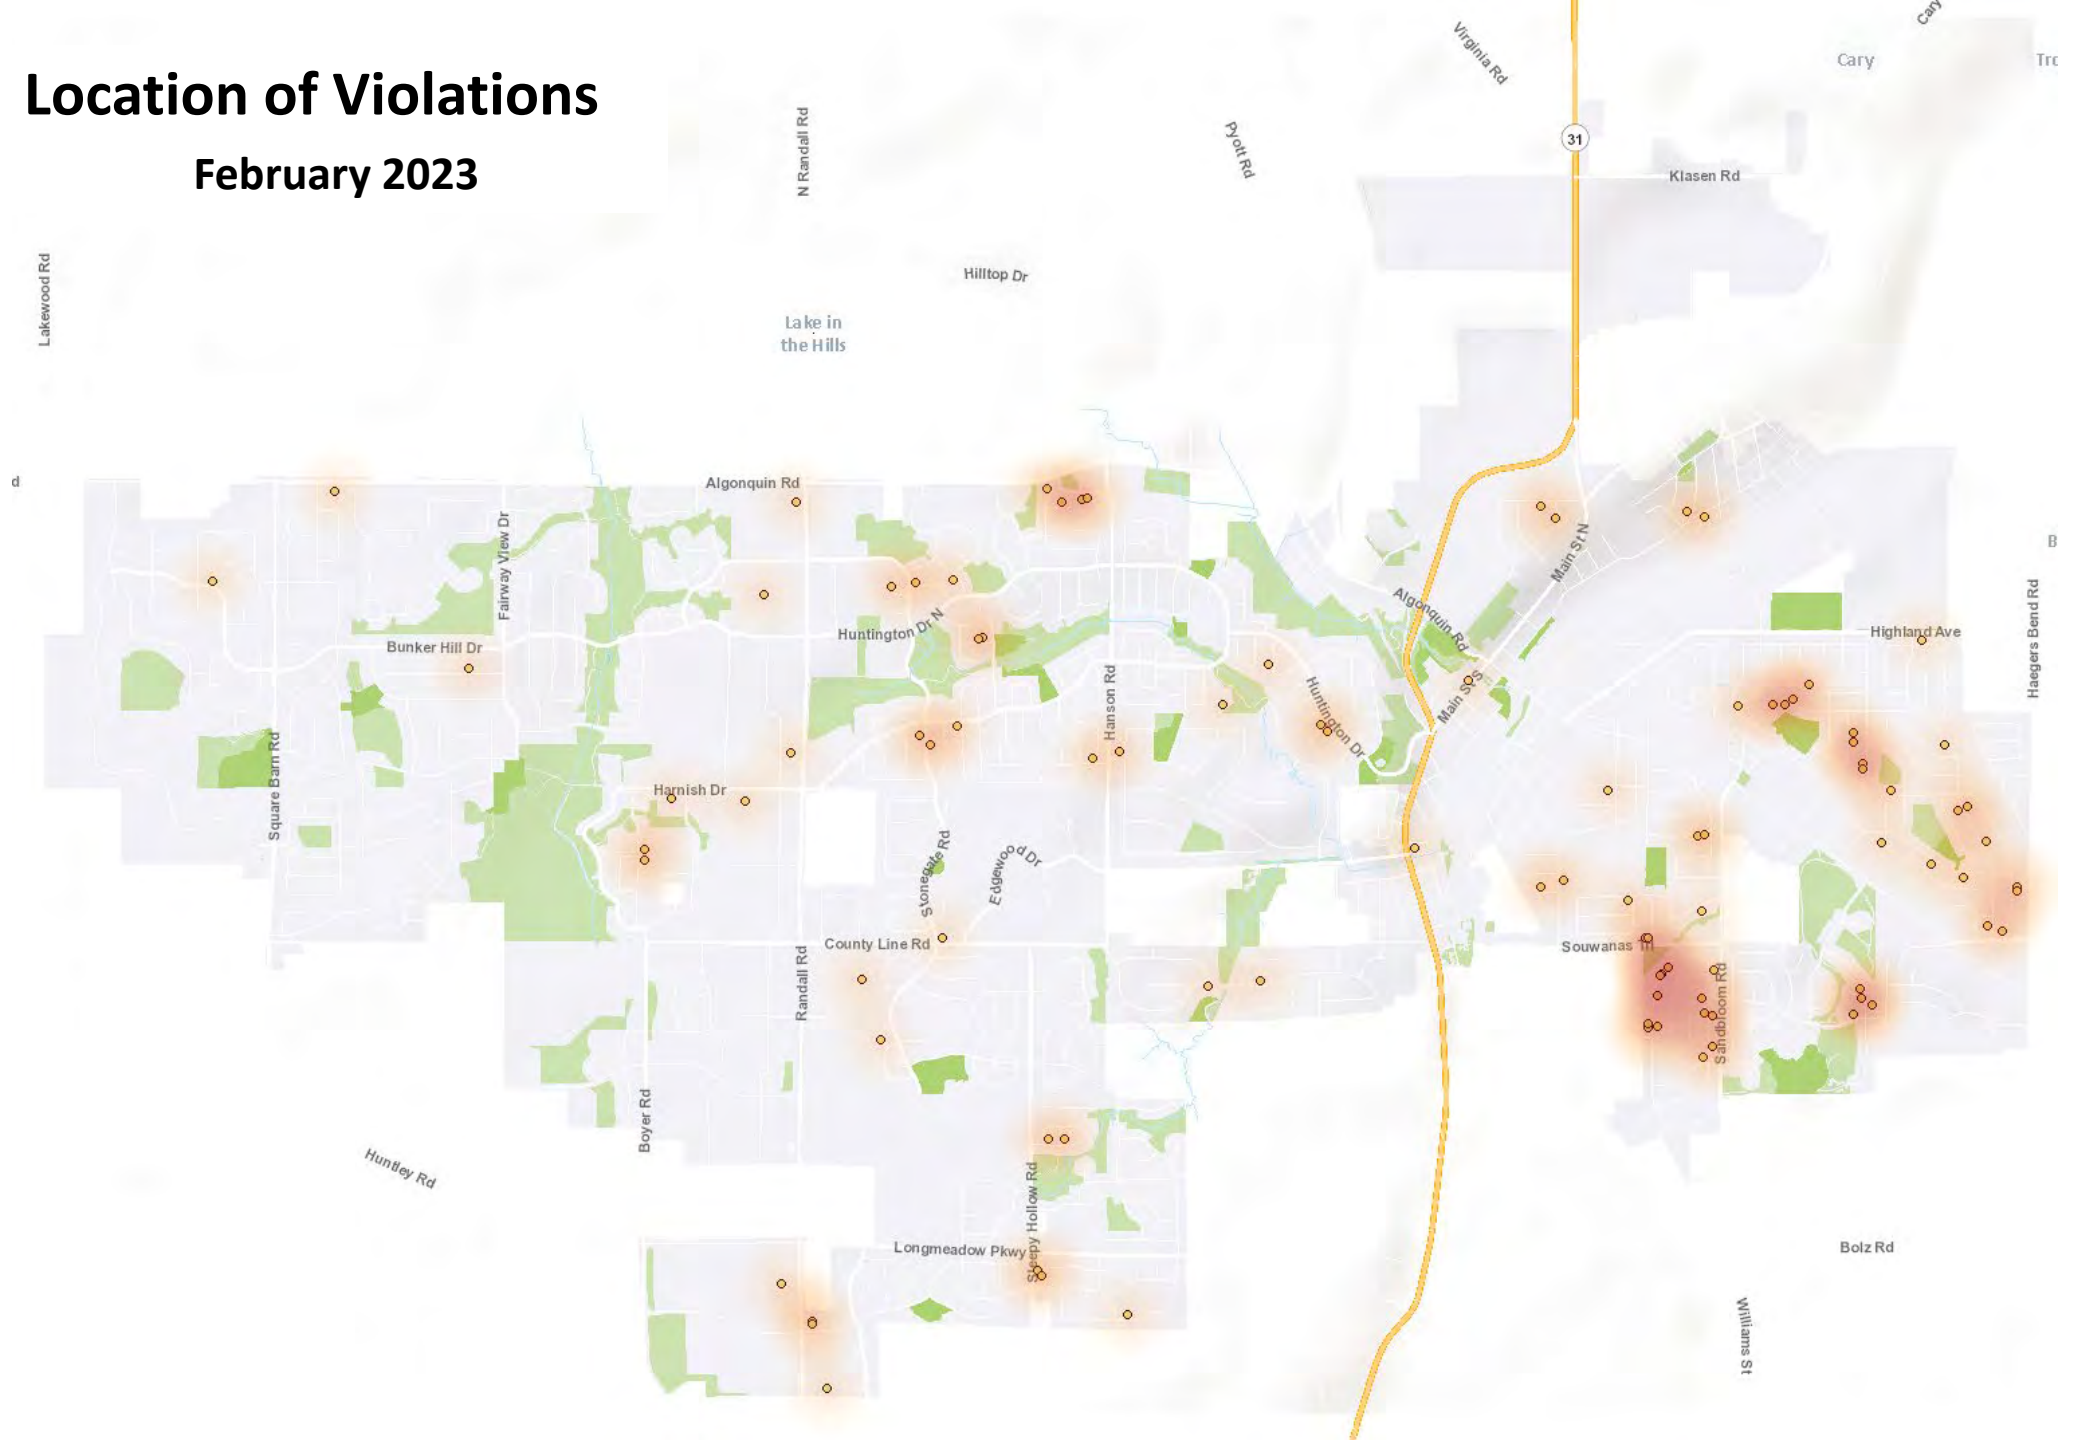 Location of Violations
February 2023
Cary
Cary
Virginia Rd
N Randall Rd
Pyott Rd
31
Klasen Rd
Lakewood Rd
Hilltop Dr
Lake in
the Hills
d
Algonquin Rd
Fairway View Dr
Main St N
B
Algonquin Rd
Huntington Dr N
Highland Ave
Haegers Bend Rd
Bunker Hill Dr
Hanson Rd
Huntington Dr
Main St S
Square Barn Rd
Harnish Dr
Stonegate Rd
Edgewood Dr
County Line Rd
Souwanas Trl
Randall Rd
Sandbloom Rd
Boyer Rd
Huntley Rd
Sleepy Hollow Rd
Longmeadow Pkwy
Bolz Rd
Williams St